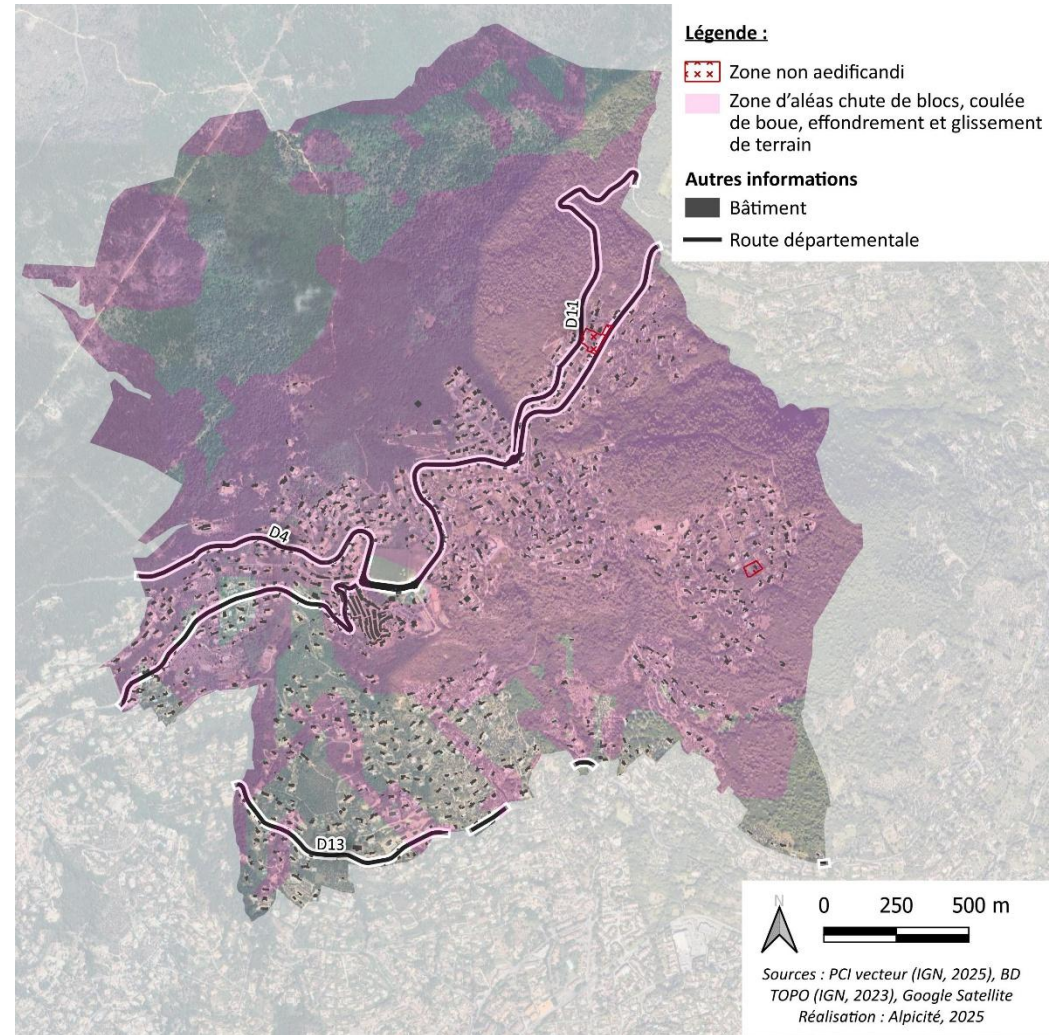 Légende :
Zone non aedificandi
Zone d'aléas chute de blocs, coulée
de boue, effondrement et glissement
de terrain
Autres informations
Bâtiment
Route départementale
D11
D4
D13
N
0 250 500 m
Sources : PCI vecteur (IGN, 2025), BD
TOPO (IGN, 2023), Google Satellite
Réalisation : Alpicité, 2025